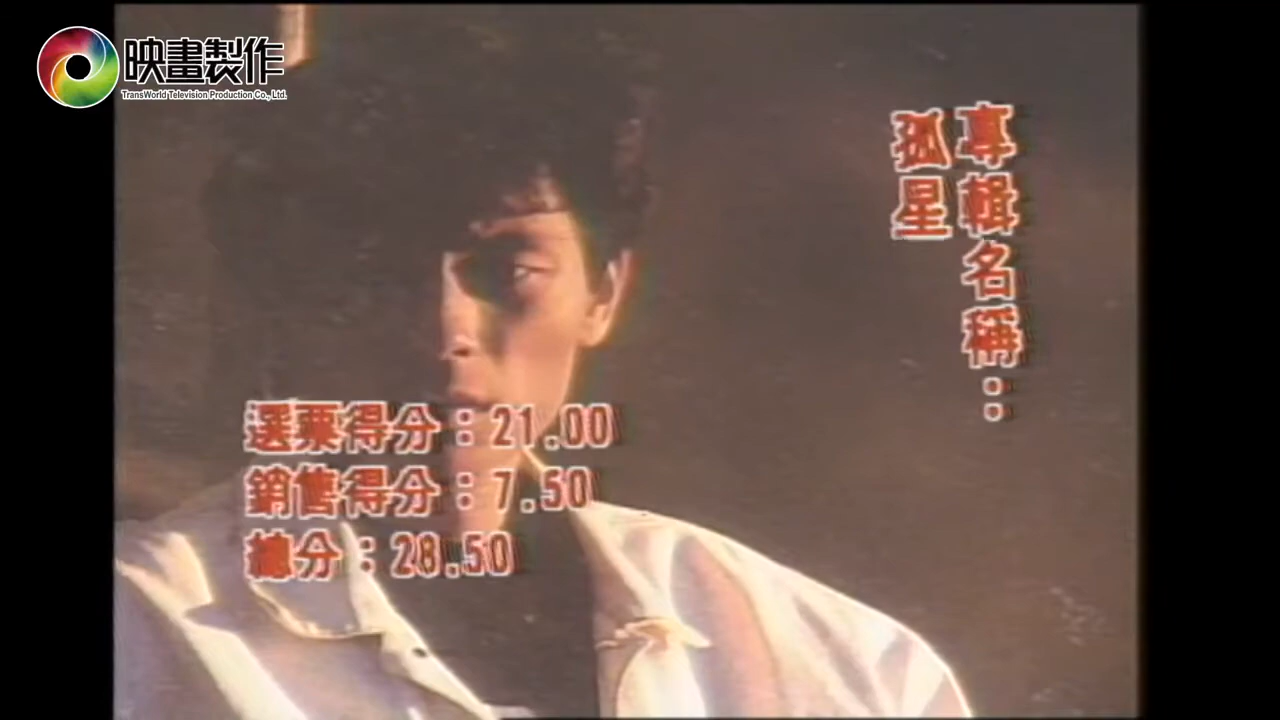 映畫製作
TransWorld Television Production Co., Ltd.
專輯名稱：
孤星
選票得分：21.00
銷售得分：7.50
總分：28.50